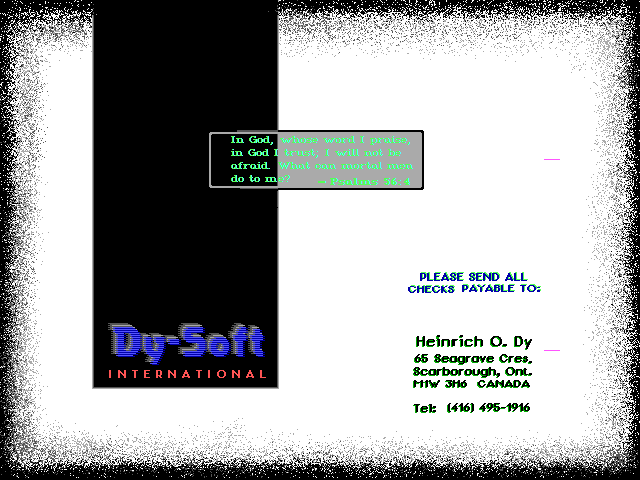 In God, whose word I praise,
in God I trust; I will not be
afraid. What can mortal man
do to me? -- Psalms 56:4
PLEASE SEND ALL
CHECKS PAYABLE TO:
Dy-Soft
INTERNATIONAL
Heinrich O. Dy
65 Seagrave Cres.
Scarborough, Ont.
M1W 3H6 CANADA
Tel: (416) 495-1916